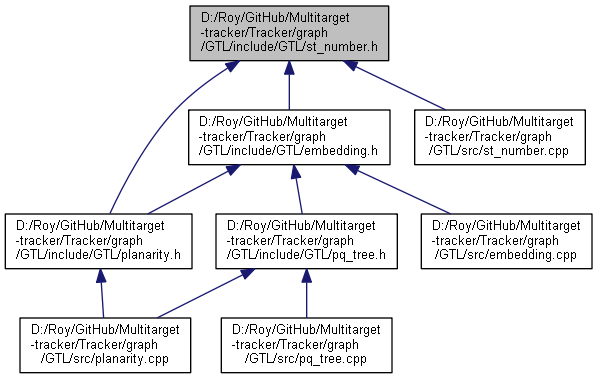 D:/Roy/GitHub/Multitarget
-tracker/Tracker/graph
/GTL/include/GTL/st_number.h
D:/Roy/GitHub/Multitarget
-tracker/Tracker/graph
/GTL/include/GTL/embedding.h
D:/Roy/GitHub/Multitarget
-tracker/Tracker/graph
/GTL/src/st_number.cpp
D:/Roy/GitHub/Multitarget
-tracker/Tracker/graph
/GTL/include/GTL/planarity.h
D:/Roy/GitHub/Multitarget
-tracker/Tracker/graph
/GTL/include/GTL/pq_tree.h
D:/Roy/GitHub/Multitarget
-tracker/Tracker/graph
/GTL/src/embedding.cpp
D:/Roy/GitHub/Multitarget
-tracker/Tracker/graph
/GTL/src/planarity.cpp
D:/Roy/GitHub/Multitarget
-tracker/Tracker/graph
/GTL/src/pq_tree.cpp